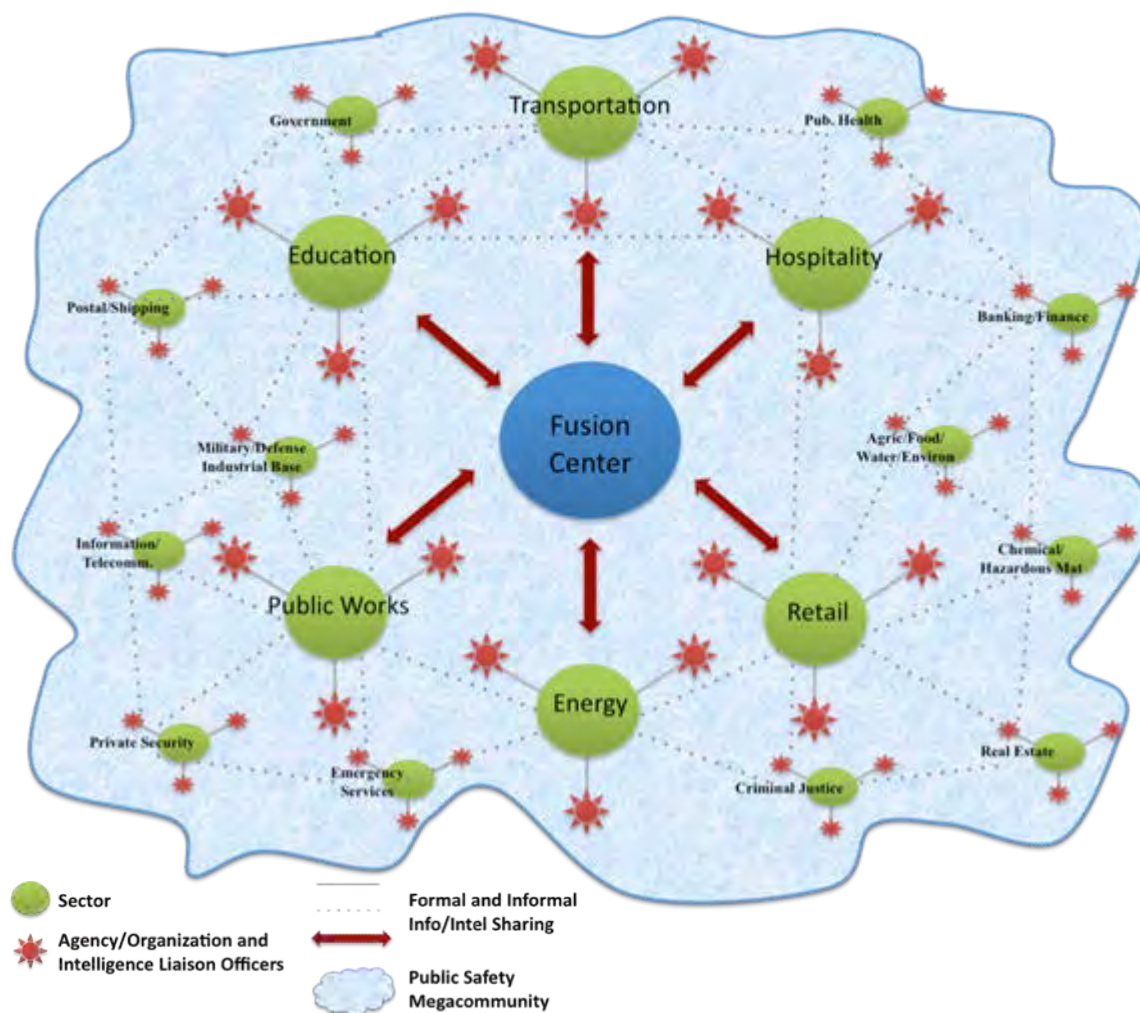 Transportation
Government
Pub. Health
Education
Hospitality
Postal/Shipping
Banking/Finance
Fusion
Center
Military/Defense
Industrial Base
Agric/Food/
Water/Environ
Information/
Telecomm.
Chemical/
Hazardous Mat
Public Works
Retail
Energy
Private Security
Emergency
Services
Criminal Justice
Real Estate
Sector
Agency/Organization and
Intelligence Liaison Officers
Formal and Informal
Info/Intel Sharing
Public Safety
Megacommunity